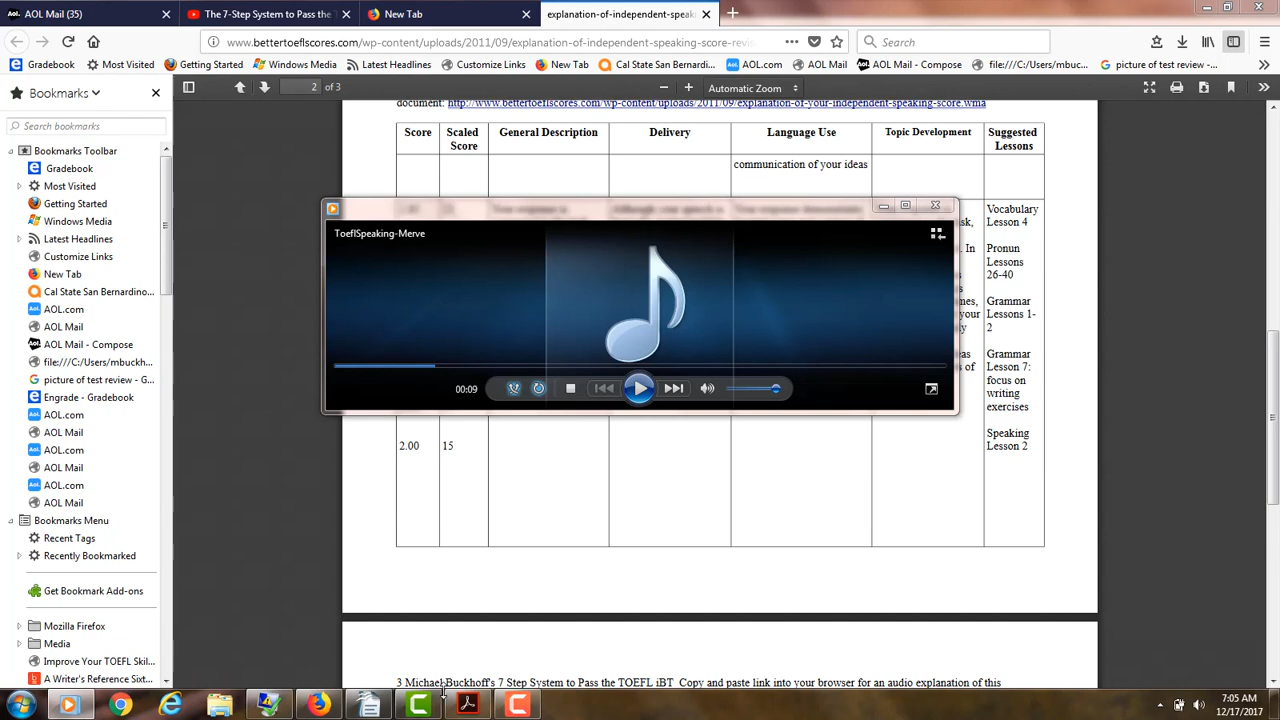 AOL Mail (35)
The 7-Step System to Pass the T
New Tab
explanation-of-independent-speaking
www.bettertoeflscores.com/wp-content/uploads/2011/09/explanation-of-independent-speaking-score-revis
Search
Gradebook
Most Visited
Getting Started
Windows Media
Latest Headlines
Customize Links
New Tab
Cal State San Bernardi...
AOL.com
AOL Mail
AOL Mail - Compose
file:///C:/Users/mbuc...
picture of test review -...
Bookmarks
2 of 3
Automatic Zoom
Search bookmarks
document: http://www.bettertoeflscores.com/wp-content/uploads/2011/09/explanation-of-your-independent-speaking-score.wma
Score
Scaled Score
General Description
Delivery
Language Use
Topic Development
Suggested Lessons
communication of your ideas
Vocabulary Lesson 4
Pronun Lessons 26-40
Grammar Lessons 1-2
Grammar Lesson 7: focus on writing exercises
Speaking Lesson 2
2.00
15
ToeflSpeaking-Merve
00:09
Bookmarks Toolbar
Gradebook
Most Visited
Getting Started
Windows Media
Latest Headlines
Customize Links
New Tab
Cal State San Bernardino...
AOL.com
AOL Mail
AOL Mail - Compose
file:///C:/Users/mbuckh...
picture of test review - G...
Engrade - Gradebook
AOL.com
AOL Mail
AOL.com
AOL Mail
AOL.com
AOL Mail
Bookmarks Menu
Recent Tags
Recently Bookmarked
Get Bookmark Add-ons
Mozilla Firefox
Media
Improve Your TOEFL Skil...
A Writer's Reference Sixt...
3 Michael Buckhoff's 7 Step System to Pass the TOEFL iBT Copy and paste link into your browser for an audio explanation of this
7:05 AM
12/17/2017